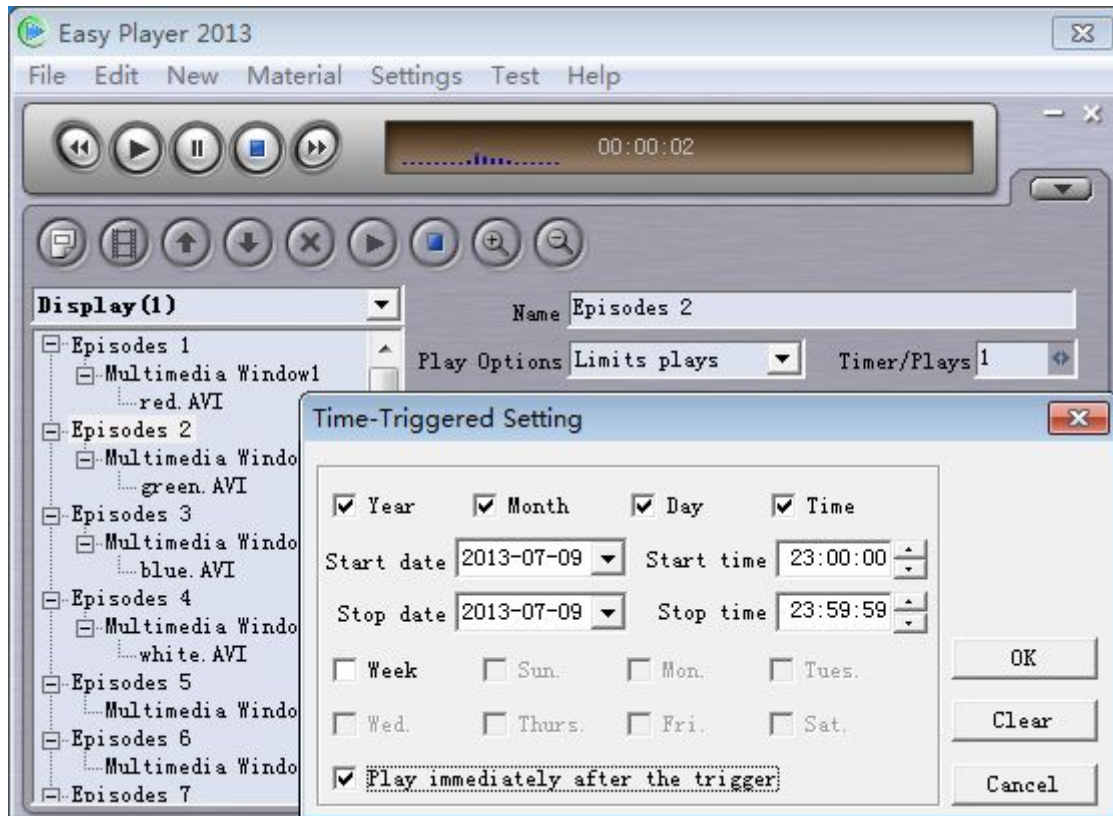 Easy Player 2013
File Edit New Material Settings Test Help
00:00:02
Display(1)
Name Episodes 2
Episodes 1
Play Options Limits plays Timer/Plays 1
Multimedia Window1
red.AVI
Time-Triggered Setting
Episodes 2
Multimedia Windo
green.AVI
Year Month Day Time
Episodes 3
Multimedia Windo
Start date 2013-07-09 Start time 23:00:00
blue.AVI
Episodes 4
Stop date 2013-07-09 Stop time 23:59:59
Multimedia Windo
white.AVI
OK
Week Sun. Mon. Tues.
Episodes 5
Multimedia Windo
Wed. Thurs. Fri. Sat.
Clear
Episodes 6
Multimedia Windo
Play immediately after the trigger
Cancel
Episodes 7